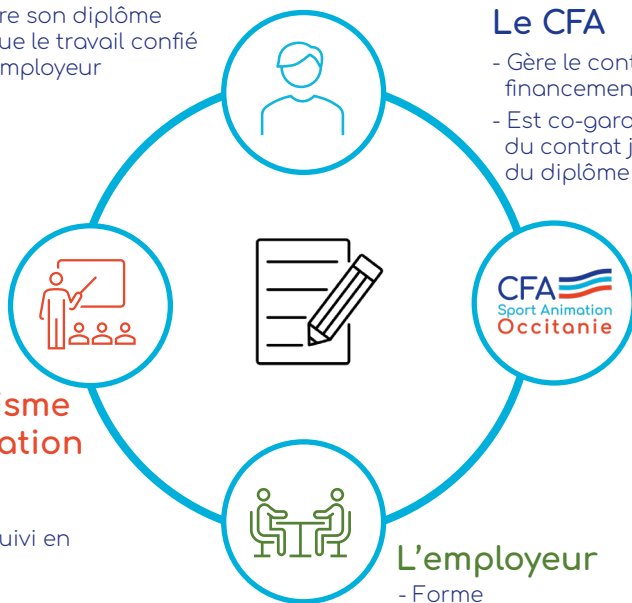 re son diplôme
ue le travail confié
mployeur
Le CFA
- Gère le cont
financemen
- Est co-gara
du contrat j
du diplôme
CFA
Sport Animation
Occitanie
isme
ation
uivi en
L'employeur
- Forme